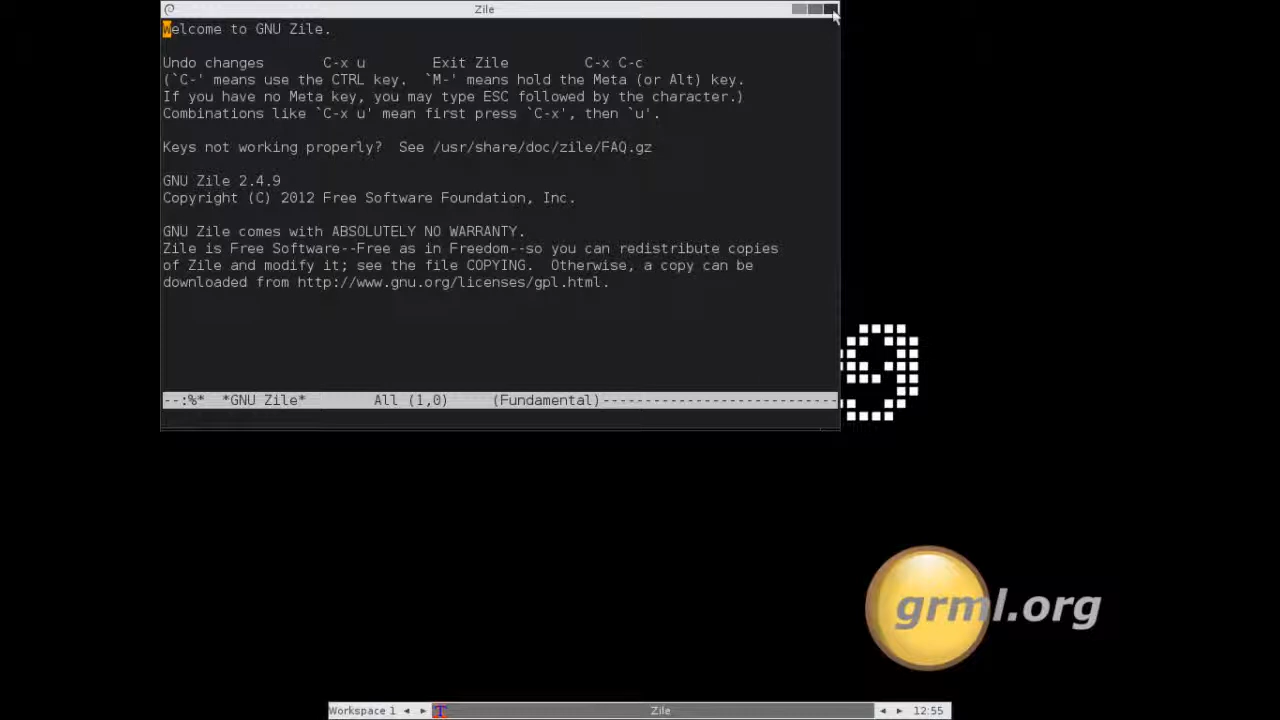 Zile
Welcome to GNU Zile.
Undo changes       C-x u        Exit Zile         C-x C-c
(`C-' means use the CTRL key.  `M-' means hold the Meta (or Alt) key.
If you have no Meta key, you may type ESC followed by the character.)
Combinations like `C-x u' mean first press `C-x', then `u'.
Keys not working properly?  See /usr/share/doc/zile/FAQ.gz
GNU Zile 2.4.9
Copyright (C) 2012 Free Software Foundation, Inc.
GNU Zile comes with ABSOLUTELY NO WARRANTY.
Zile is Free Software--Free as in Freedom--so you can redistribute copies
of Zile and modify it; see the file COPYING.  Otherwise, a copy can be
downloaded from http://www.gnu.org/licenses/gpl.html.
--:%*  *GNU Zile*        All (1,0)     (Fundamental)----------------------------
grml.org
Workspace 1 Zile 12:55